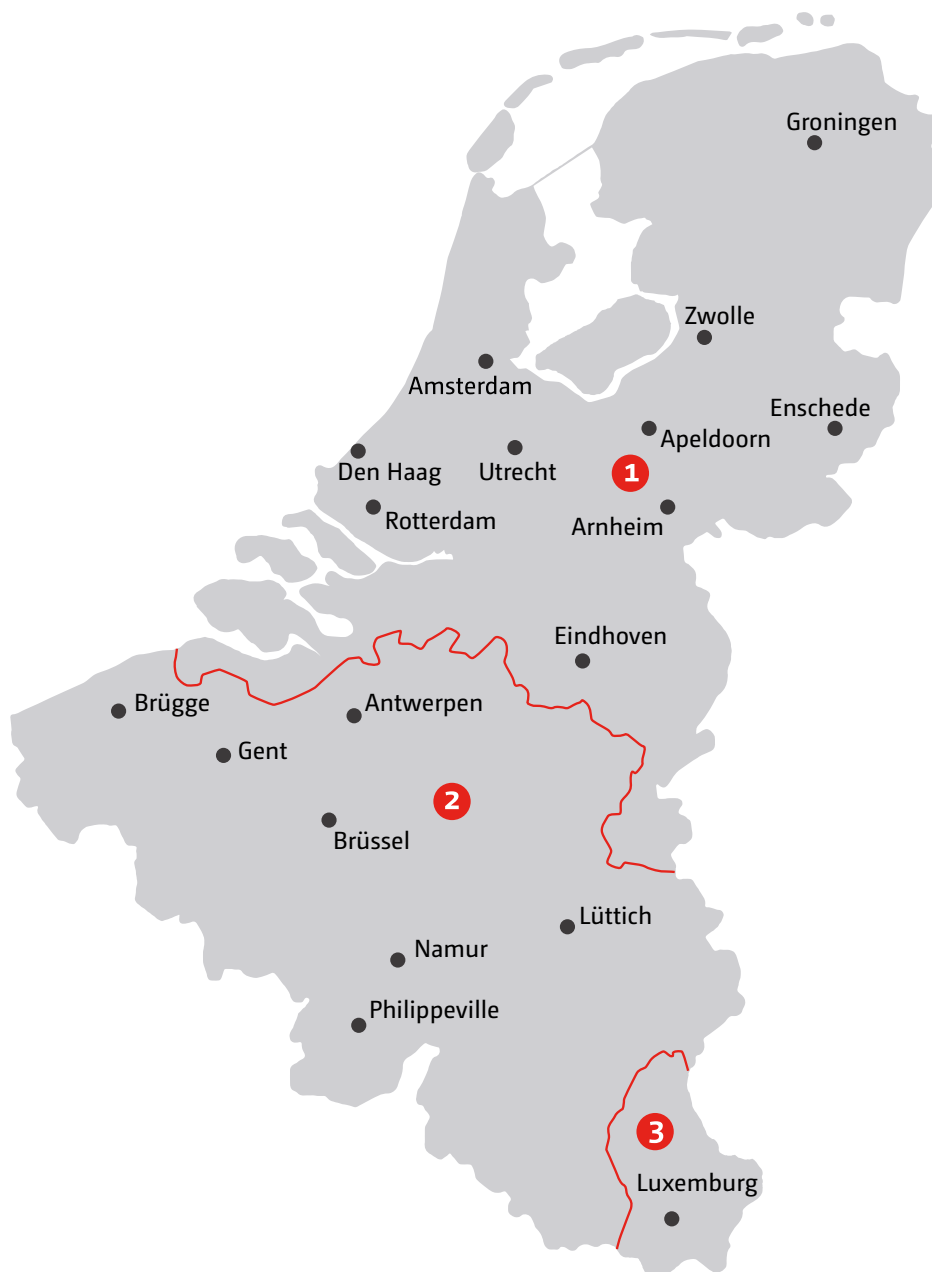 Groningen
Zwolle
Amsterdam
Enschede
Apeldoorn
Den Haag
Utrecht
1
Rotterdam
Arnheim
Eindhoven
Brügge
Antwerpen
Gent
2
Brüssel
Lüttich
Namur
Philippeville
3
Luxemburg